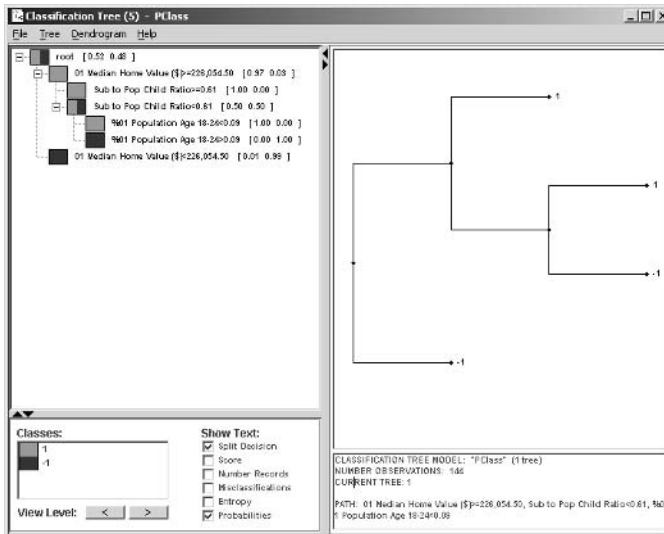 Classification Tree (5) - PClass
File Tree Dendrogram Help
root [0.52 0.48]
01 Median Home Value ($)>=226,054.50 [0.97 0.03]
Sub to Pop Child Ratio>=0.61 [1.00 0.00]
Sub to Pop Child Ratio<0.61 [0.50 0.50]
%01 Population Age 18-24<0.09 [1.00 0.00]
%01 Population Age 18-24>0.09 [0.00 1.00]
01 Median Home Value ($)<226,054.50 [0.01 0.99]
1
1
-1
-1
Classes:
1
-1
View Level: < >
Show Text:
Split Decision
Score
Number Records
Misclassifications
Entropy
Probabilities
CLASSIFICATION TREE MODEL: "PClass" (1 tree)
NUMBER OBSERVATIONS: 144
CURRENT TREE: 1
PATH: 01 Median Home Value ($)>=226,054.50, Sub to Pop Child Ratio<0.61, %0
1 Population Age 18-24<0.09